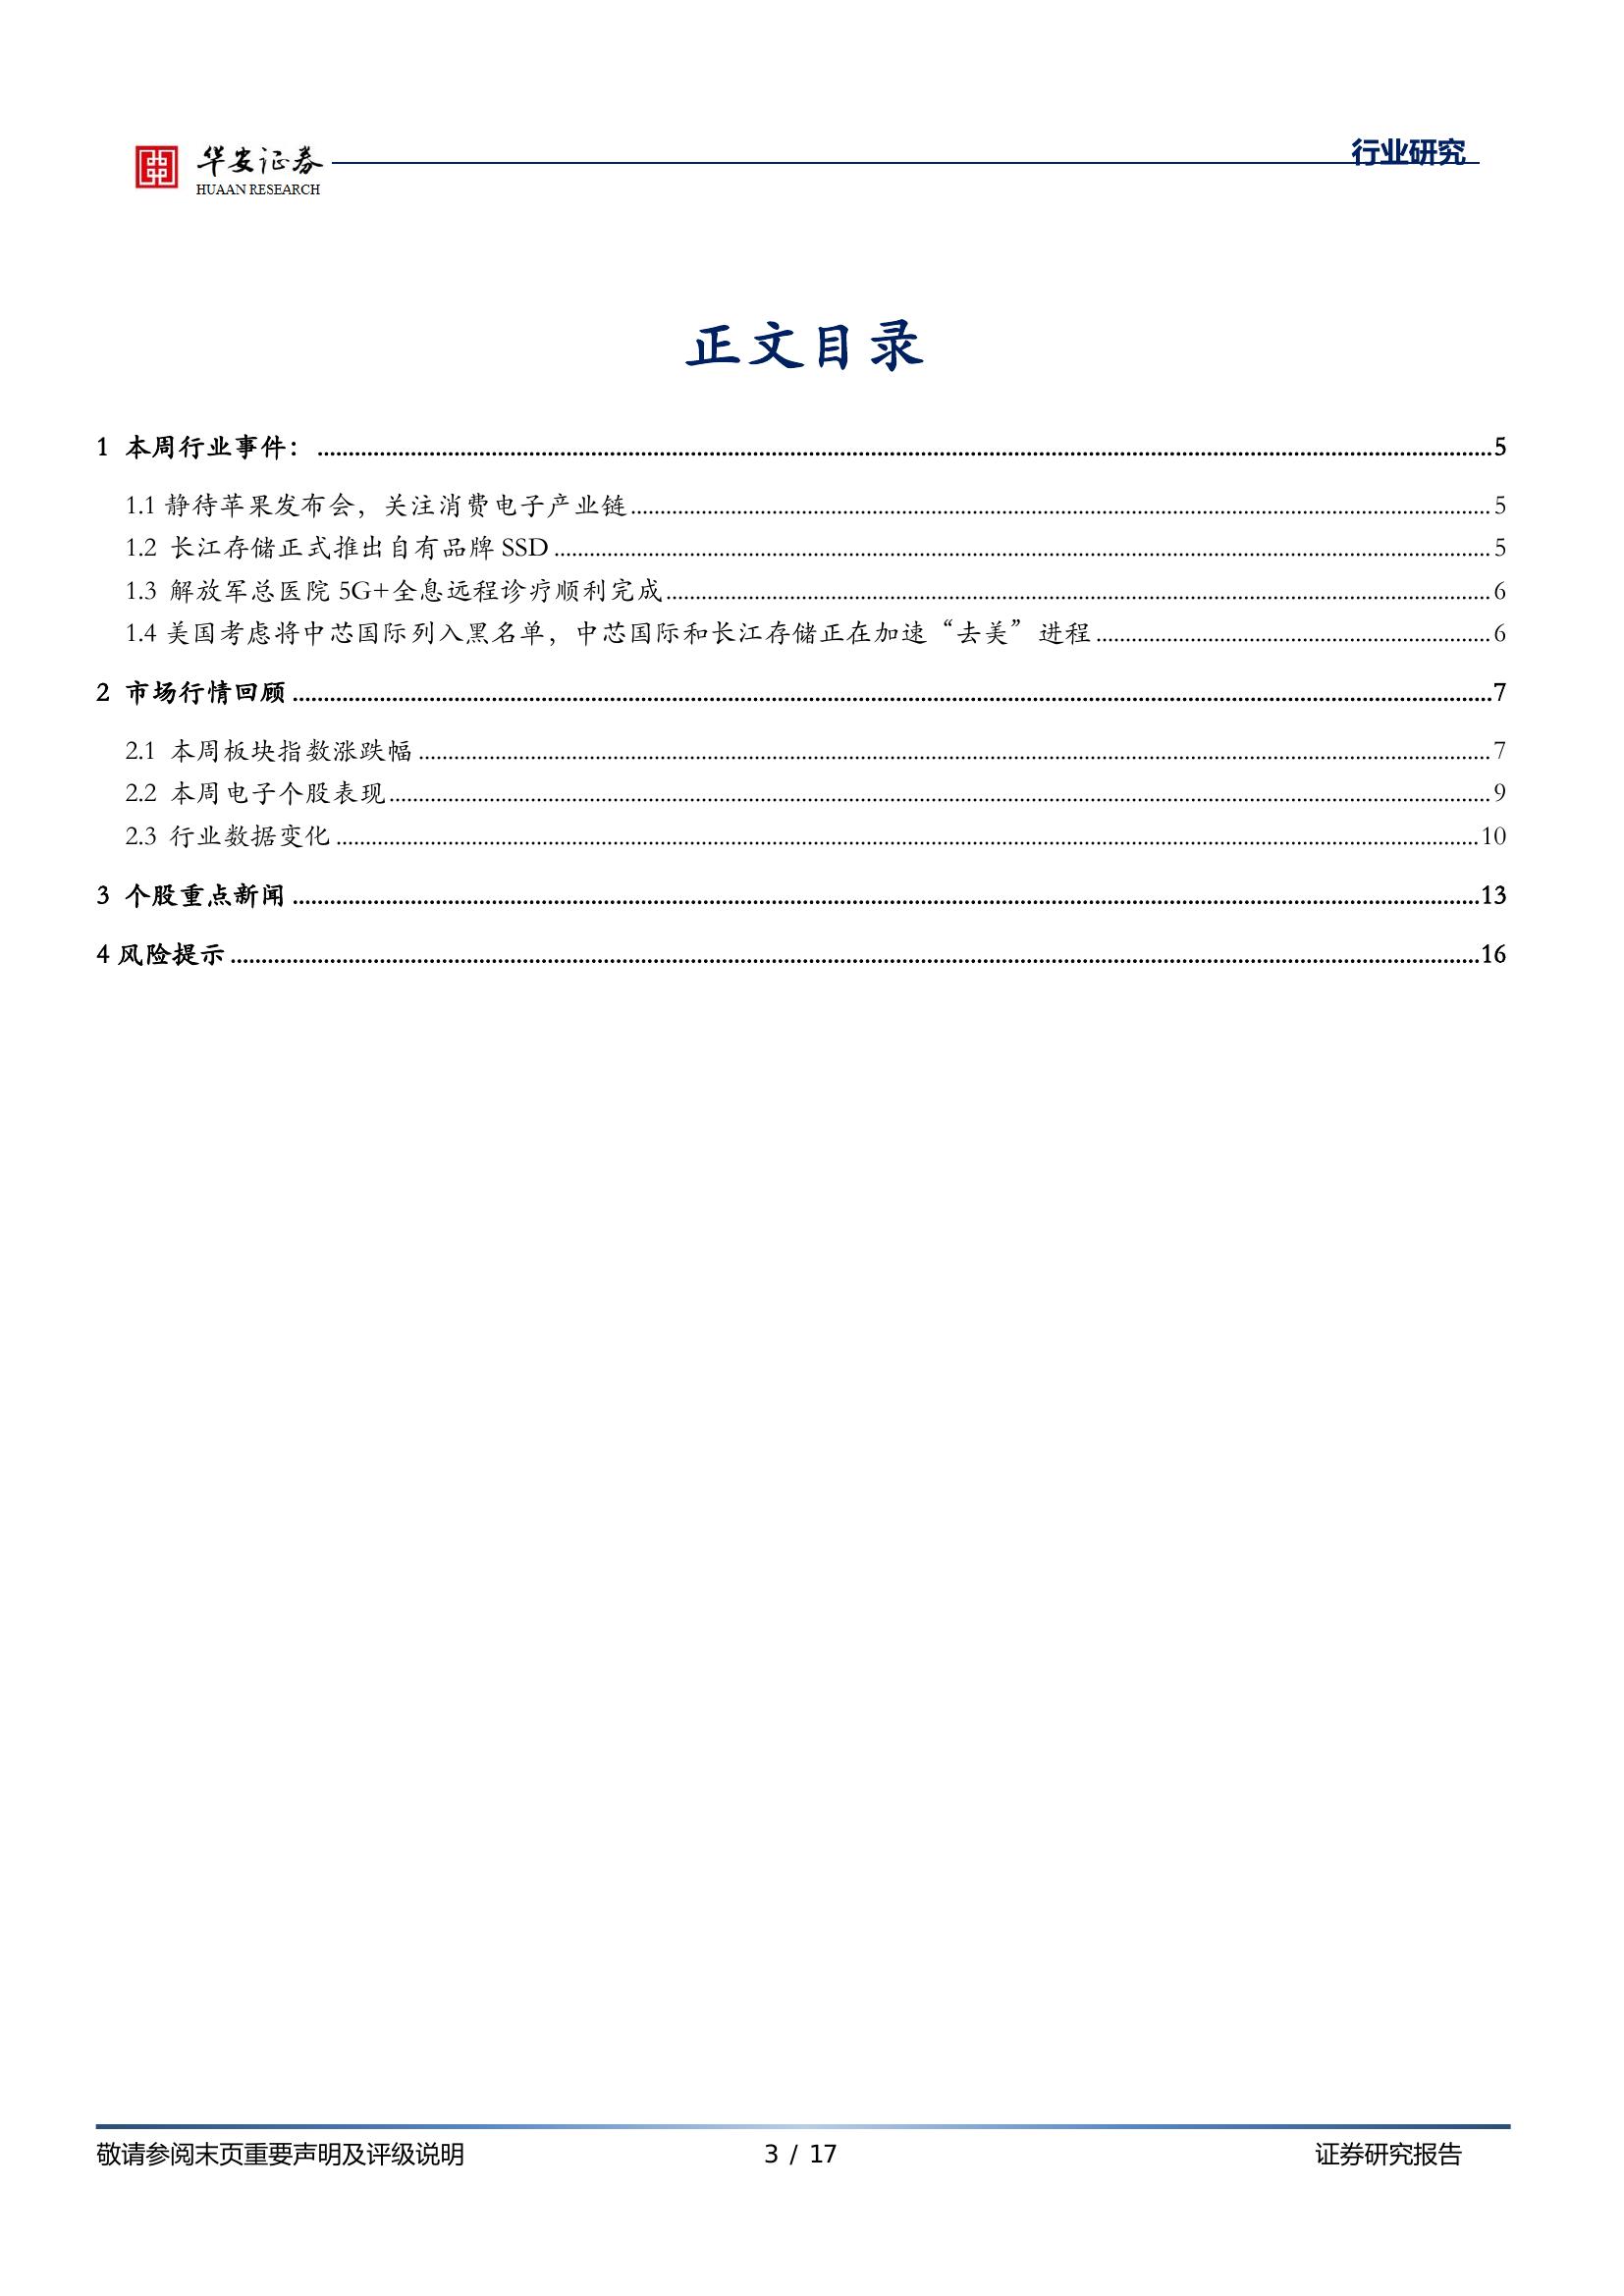 华安证券
HUAAN RESEARCH
行业研究
正文目录
1 本周行业事件：5
1.1 静待苹果发布会，关注消费电子产业链 5
1.2 长江存储正式推出自有品牌 SSD 5
1.3 解放军总医院 5G+全息远程诊疗顺利完成 6
1.4 美国考虑将中芯国际列入黑名单，中芯国际和长江存储正在加速“去美”进程 6
2 市场行情回顾 7
2.1 本周板块指数涨跌幅 7
2.2 本周电子个股表现 9
2.3 行业数据变化 10
3 个股重点新闻 13
4 风险提示 16
敬请参阅末页重要声明及评级说明 3 / 17 证券研究报告